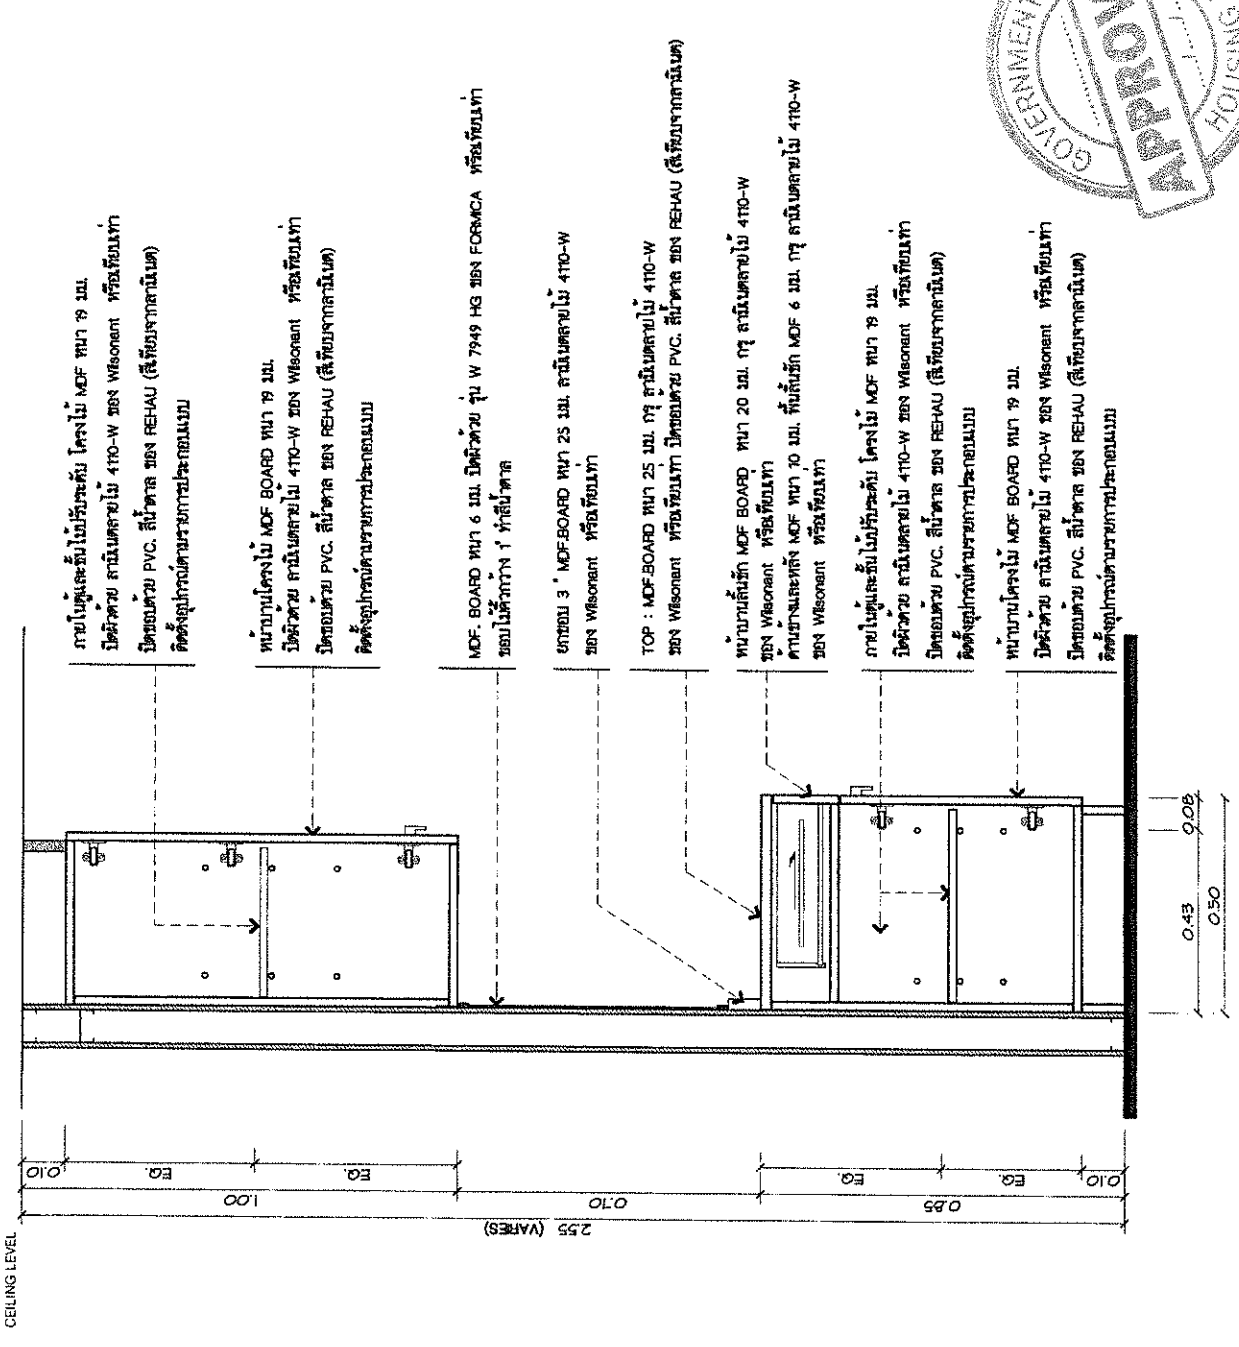 CEILING LEVEL
ภายในตู้และชั้นไม้ปรับระดับ โครงไม้ MDF หนา 19 มม.
ปิดผิวด้วย ลามิเนตลายไม้ 4110-W ของ Wilsonart หรือเทียบเท่า
ปิดขอบด้วย PVC. สีน้ำตาล ของ REHAU (สีเทียบจากลามิเนต)
ติดตั้งอุปกรณ์ตามรายการประกอบแบบ
หน้าบานโครงไม้ MDF BOARD หนา 19 มม.
ปิดผิวด้วย ลามิเนตลายไม้ 4110-W ของ Wilsonart หรือเทียบเท่า
ปิดขอบด้วย PVC. สีน้ำตาล ของ REHAU (สีเทียบจากลามิเนต)
ติดตั้งอุปกรณ์ตามรายการประกอบแบบ
MDF. BOARD หนา 6 มม. ปิดผิวด้วย รุ่น W 7949 HG ของ FORMICA หรือเทียบเท่า
ขอบไม้คิ้วกว้าง 1" ทำสีน้ำตาล
ยกขอบ 3" MDF.BOARD หนา 25 มม. ลามิเนตลายไม้ 4110-W
ของ Wilsonart หรือเทียบเท่า
TOP : MDF.BOARD หนา 25 มม. กรุ ลามิเนตลายไม้ 4110-W
ของ Wilsonart หรือเทียบเท่า ปิดขอบด้วย PVC. สีน้ำตาล ของ REHAU (สีเทียบจากลามิเนต)
หน้าบานลิ้นชัก MDF BOARD หนา 20 มม. กรุ ลามิเนตลายไม้ 4110-W
ของ Wilsonart หรือเทียบเท่า
ด้านข้างและหลัง MDF หนา 10 มม. พื้นลิ้นชัก MDF 6 มม. กรุ ลามิเนตลายไม้ 4110-W
ของ Wilsonart หรือเทียบเท่า
ภายในตู้และชั้นไม้ปรับระดับ โครงไม้ MDF หนา 19 มม.
ปิดผิวด้วย ลามิเนตลายไม้ 4110-W ของ Wilsonart หรือเทียบเท่า
ปิดขอบด้วย PVC. สีน้ำตาล ของ REHAU (สีเทียบจากลามิเนต)
ติดตั้งอุปกรณ์ตามรายการประกอบแบบ
หน้าบานโครงไม้ MDF BOARD หนา 19 มม.
ปิดผิวด้วย ลามิเนตลายไม้ 4110-W ของ Wilsonart หรือเทียบเท่า
ปิดขอบด้วย PVC. สีน้ำตาล ของ REHAU (สีเทียบจากลามิเนต)
ติดตั้งอุปกรณ์ตามรายการประกอบแบบ
0.10
EQ.
EQ.
1.00
0.70
EQ.
EQ.
0.10
0.85
2.55 (VARIES)
0.43
0.08
0.50
GOVERNMENT
HOUSING